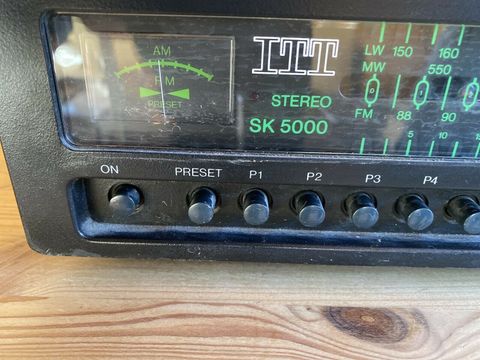 AM
FM
PRESET
ITT
STEREO
SK 5000
LW 150 160
MW 550
FM 88 90
5 10 15
ON PRESET P1 P2 P3 P4